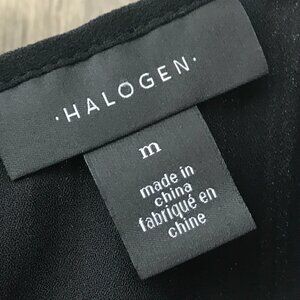 ·HALOGEN·
m
made in
china
fabriqué en
chine